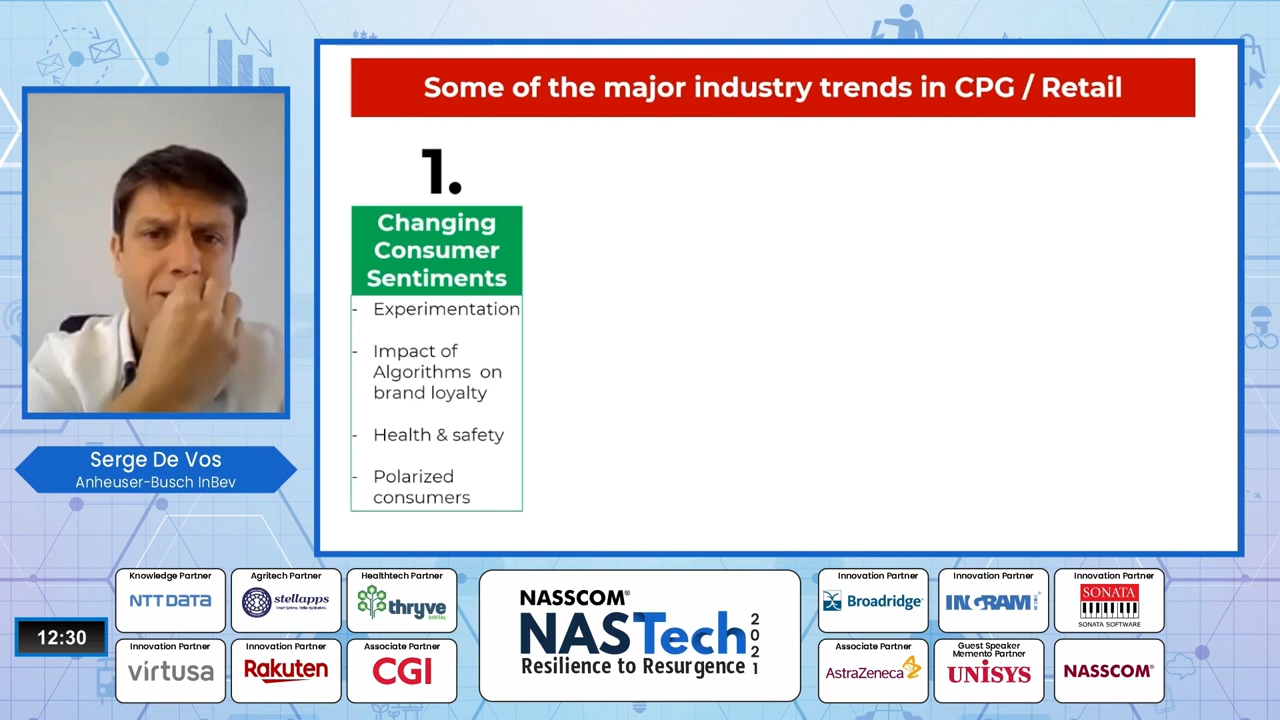 Some of the major industry trends in CPG / Retail
1.
Changing
Consumer
Sentiments
- Experimentation
- Impact of
Algorithms on
brand loyalty
- Health & safety
- Polarized
consumers
Serge De Vos
Anheuser-Busch InBev
12:30
Knowledge Partner
NTT DATA
Agritech Partner
stellapps
Healthtech Partner
thryve
DIGITAL
Innovation Partner
virtusa
Innovation Partner
Rakuten
Associate Partner
CGI
NASSCOM®
NASTech
2021
Resilience to Resurgence
Innovation Partner
Broadridge®
Innovation Partner
INGRAM
Innovation Partner
SONATA
SONATA SOFTWARE
Associate Partner
AstraZeneca
Guest Speaker
Memento Partner
UNISYS
NASSCOM®